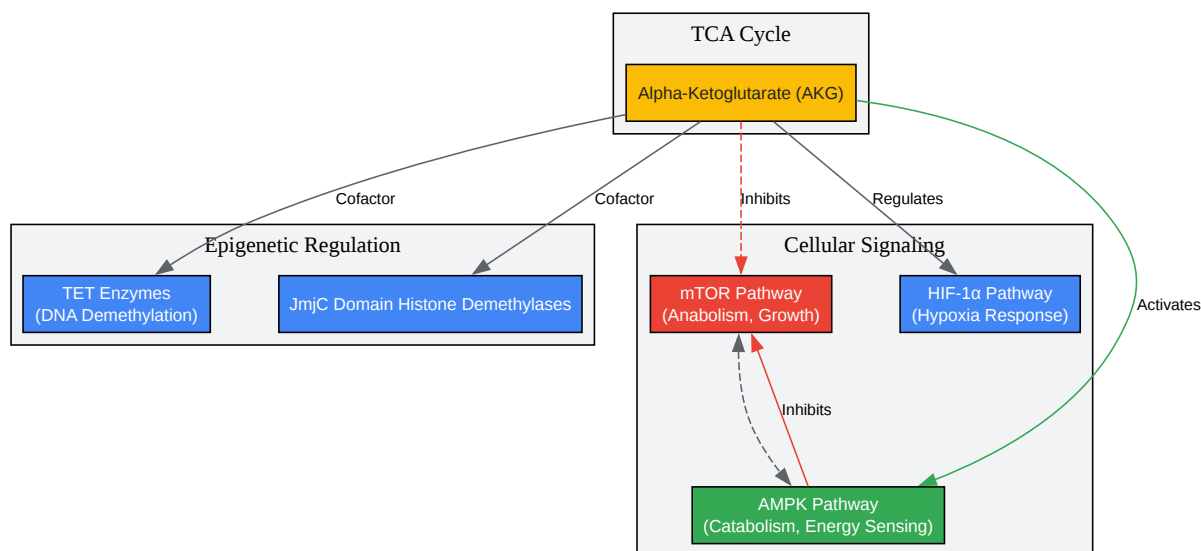 TCA Cycle
Alpha-Ketoglutarate (AKG)
Cofactor
Cofactor
Inhibits
Regulates
Epigenetic Regulation
Cellular Signaling
TET Enzymes
(DNA Demethylation)
JmjC Domain Histone Demethylases
mTOR Pathway
(Anabolism, Growth)
HIF-1α Pathway
(Hypoxia Response)
Activates
Inhibits
AMPK Pathway
(Catabolism, Energy Sensing)